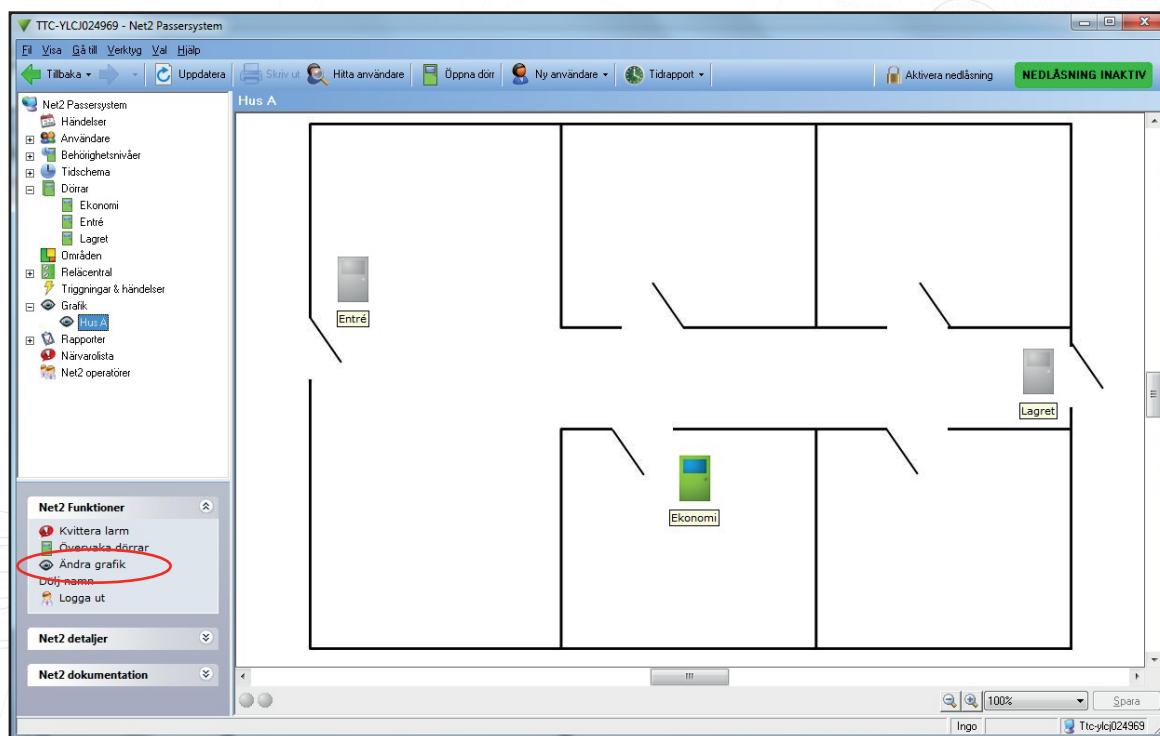 TTC-YLCJ024969 - Net2 Passersystem
Fil Visa Gå till Verktyg Val Hjälp
Tillbaka Uppdatera Skriv ut Hitta användare Öppna dörr Ny användare Tidrapport Aktivera nedlåsning NEDLÅSNING INAKTIV
Net2 Passersystem
Händelser
Användare
Behörighetsnivåer
Tidschema
Dörrar
Ekonomi
Entré
Lagret
Områden
Reläcentral
Triggningar & händelser
Grafik
Hus A
Rapporter
Närvarolista
Net2 operatörer
Net2 Funktioner
Kvittera larm
Övervaka dörrar
Ändra grafik
Dölj namn
Logga ut
Net2 detaljer
Net2 dokumentation
Hus A
Entré
Lagret
Ekonomi
100% Spara
Ingo Ttc-ylcj024969